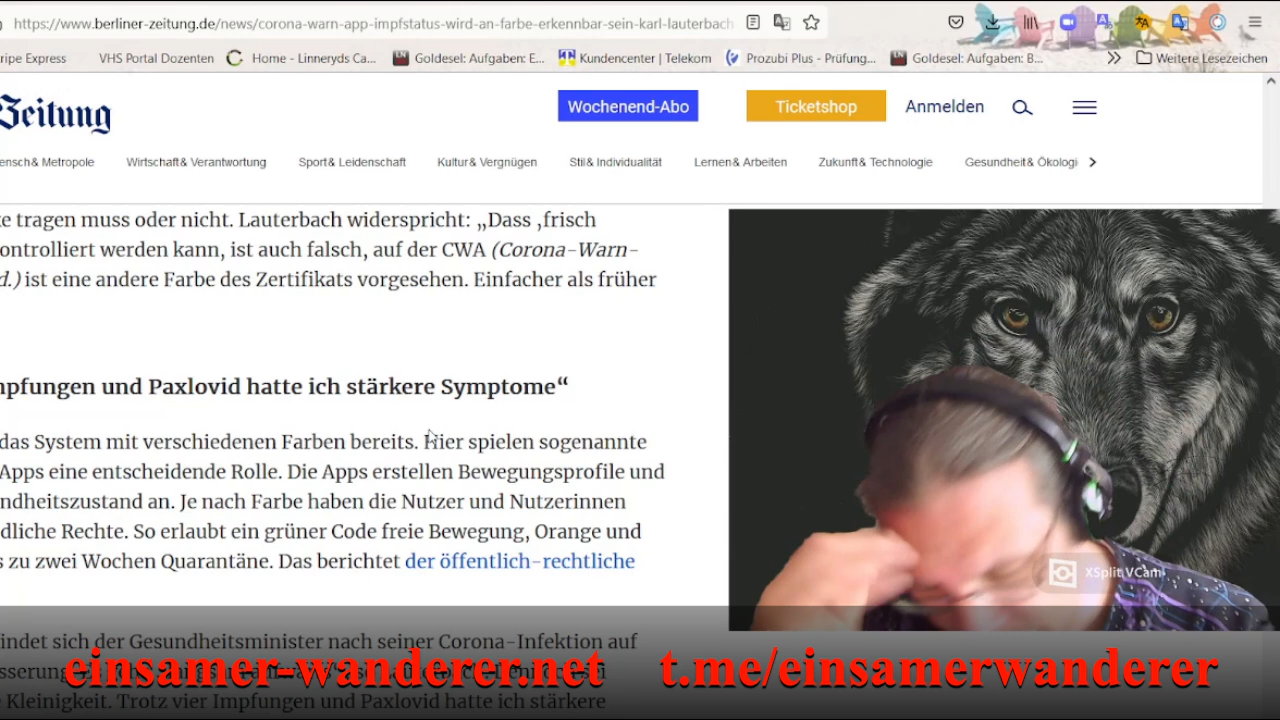 https://www.berliner-zeitung.de/news/corona-warn-app-impfstatus-wird-an-farbe-erkennbar-sein-karl-lauterbach
ripe Express VHS Portal Dozenten Home - Linneryds Ca... Goldesel: Aufgaben: E... Kundencenter | Telekom Prozubi Plus - Prüfung... Goldesel: Aufgaben: B... Weitere Lesezeichen
Zeitung Wochenend-Abo Ticketshop Anmelden
ensch & Metropole Wirtschaft & Verantwortung Sport & Leidenschaft Kultur & Vergnügen Stil & Individualität Lernen & Arbeiten Zukunft & Technologie Gesundheit & Ökologi
ke tragen muss oder nicht. Lauterbach widerspricht: „Dass ‚frisch
ontrolliert werden kann, ist auch falsch, auf der CWA (Corona-Warn-
d.) ist eine andere Farbe des Zertifikats vorgesehen. Einfacher als früher
npfungen und Paxlovid hatte ich stärkere Symptome“
das System mit verschiedenen Farben bereits. Hier spielen sogenannte
Apps eine entscheidende Rolle. Die Apps erstellen Bewegungsprofile und
ndheitszustand an. Je nach Farbe haben die Nutzer und Nutzerinnen
dliche Rechte. So erlaubt ein grüner Code freie Bewegung, Orange und
s zu zwei Wochen Quarantäne. Das berichtet der öffentlich-rechtliche
XSplit VCam
indet sich der Gesundheitsminister nach seiner Corona-Infektion auf
sserung
einsamer-wanderer.net t.me/einsamerwanderer
e Kleinigkeit. Trotz vier Impfungen und Paxlovid hatte ich stärkere